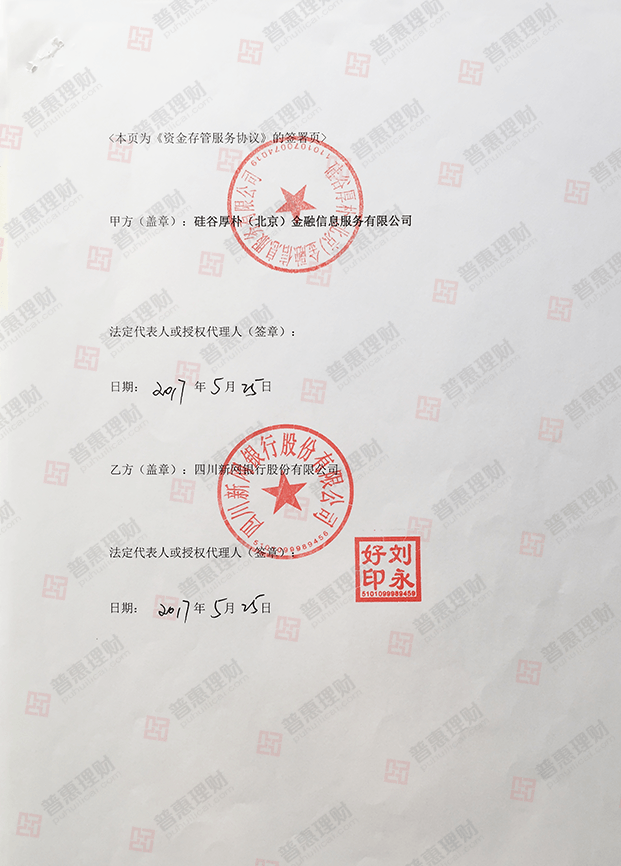 <本页为《资金存管服务协议》的签署页>
甲方（盖章）：硅谷厚朴（北京）金融信息服务有限公司
硅谷厚朴（北京）金融信息服务有限公司
1101070074019
法定代表人或授权代理人（签章）：
日期： 2017 年 5 月 25 日
乙方（盖章）：四川新网银行股份有限公司
四川新网银行股份有限公司
法定代表人或授权代理人（签章）：
刘永好印
5101099989459
日期： 2017 年 5 月 25 日
普惠理财
puhuilicai.com